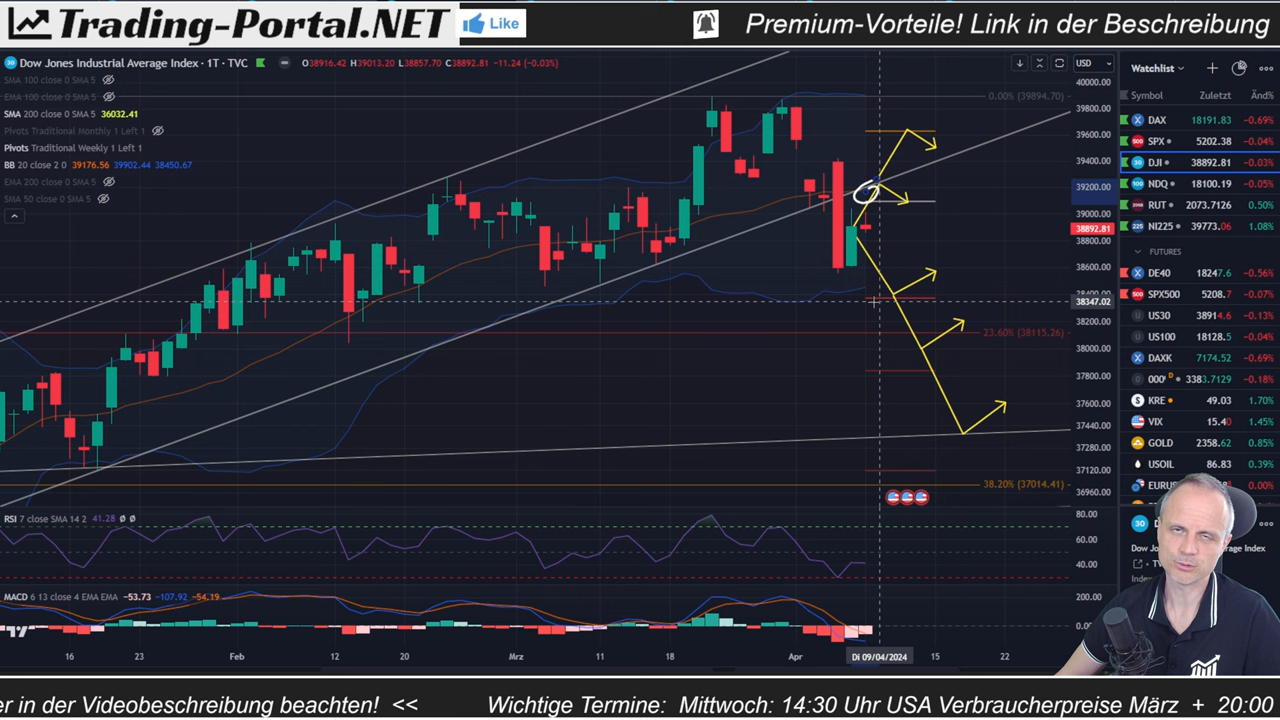 Trading-Portal.NET
Like
Premium-Vorteile! Link in der Beschreibung
Dow Jones Industrial Average Index · 1T · TVC O38916.42 H39013.20 L38857.70 C38892.81 −11.24 (−0.03%)
SMA 100 close 0 SMA 5
EMA 100 close 0 SMA 5
SMA 200 close 0 SMA 5 36032.41
Pivots Traditional Monthly 1 Left 1
Pivots Traditional Weekly 1 Left 1
BB 20 close 2 0 39176.56 39902.44 38450.67
EMA 200 close 0 SMA 5
SMA 50 close 0 SMA 5
0.00% (39894.70)
23.60% (38115.26)
38.20% (37014.41)
USD
40000.00
39800.00
39600.00
39400.00
39200.00
39000.00
38892.81
38800.00
38600.00
38347.02
38200.00
38000.00
37800.00
37600.00
37440.00
37280.00
37120.00
36960.00
RSI 7 close SMA 14 2 41.28 ∅ ∅
80.00
60.00
40.00
MACD 6 13 close 4 EMA EMA −53.73 −107.92 −54.19
200.00
16 23 Feb 12 20 Mrz 11 18 Apr Di 09/04/2024 15 22
Watchlist
Symbol Zuletzt Änd%
DAX 18191.83 −0.69%
SPX 5202.38 −0.04%
DJI 38892.81 −0.03%
NDQ 18100.19 −0.05%
RUT 2073.7126 0.50%
NI225 39773.06 1.08%
FUTURES
DE40 18247.6 −0.56%
SPX500 5208.7 −0.07%
US30 38914.6 −0.13%
US100 18128.5 −0.04%
DAXK 7174.52 −0.69%
000' D 3383.7129 −0.18%
KRE 49.03 1.70%
VIX 15.40 1.45%
GOLD 2358.62 0.85%
USOIL 86.83 0.39%
0.00%
Dow
erage Index
er in der Videobeschreibung beachten! <<
Wichtige Termine: Mittwoch: 14:30 Uhr USA Verbraucherpreise März + 20:00